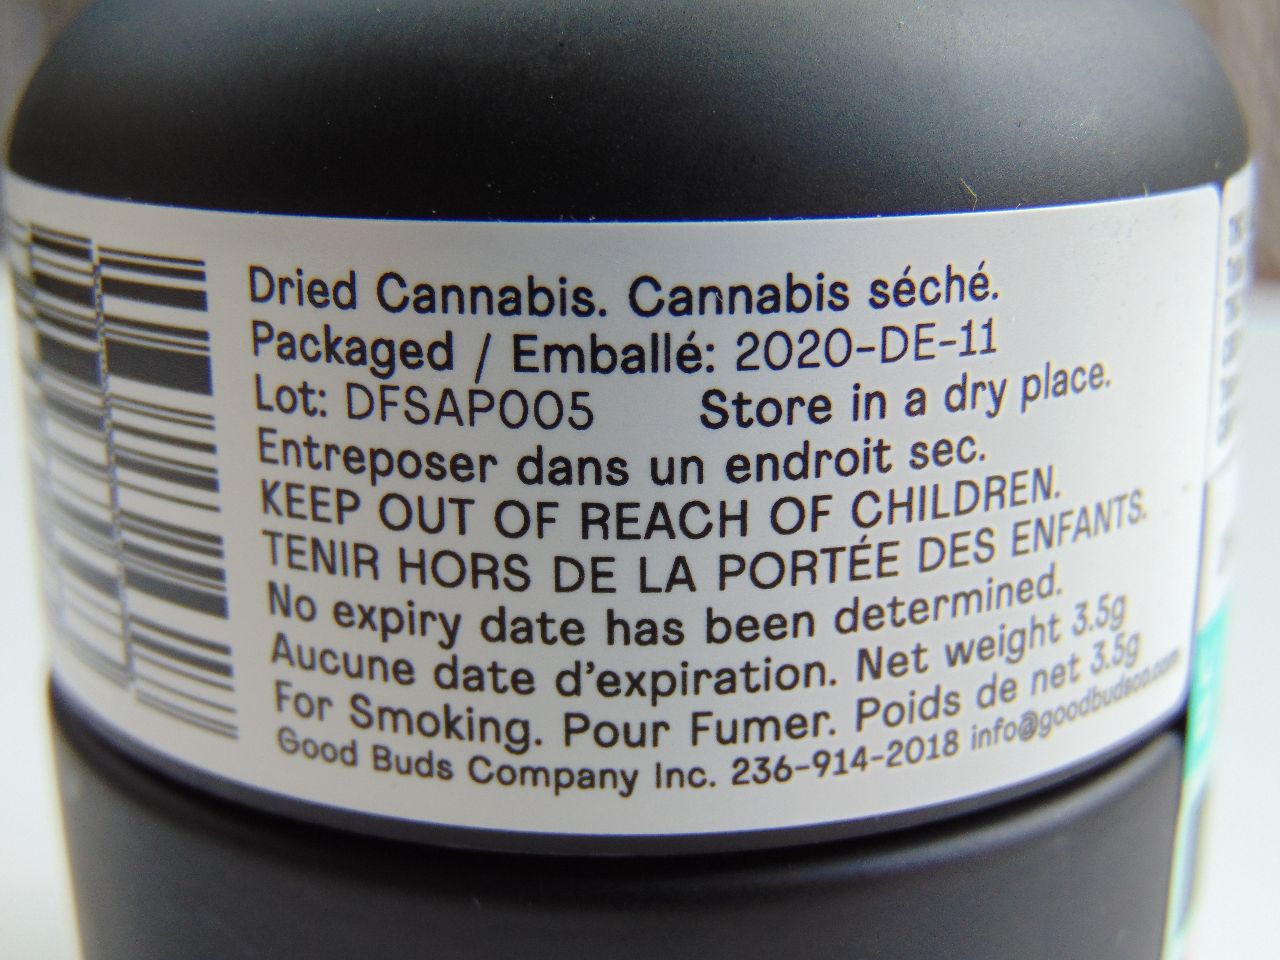 Dried Cannabis. Cannabis séché.
Packaged / Emballé: 2020-DE-11
Lot: DFSAP005 Store in a dry place.
Entreposer dans un endroit sec.
KEEP OUT OF REACH OF CHILDREN.
TENIR HORS DE LA PORTÉE DES ENFANTS.
No expiry date has been determined.
Aucune date d'expiration. Net weight 3.5g
For Smoking. Pour Fumer. Poids de net 3.5g
Good Buds Company Inc. 236-914-2018 info@goodbudsco.com